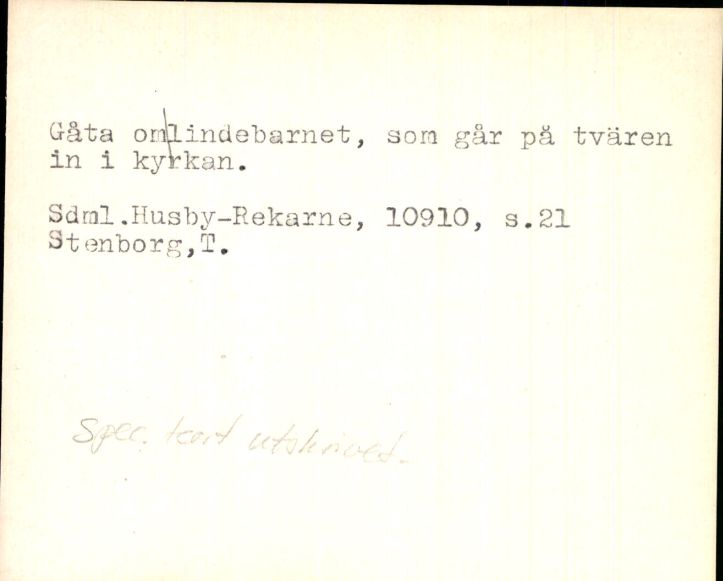 Gåta om lindebarnet, som går på tvären
in i kyrkan.
Sdml.Husby-Rekarne, 10910, s.21
Stenborg,T.
Spec. kort utskrivet.